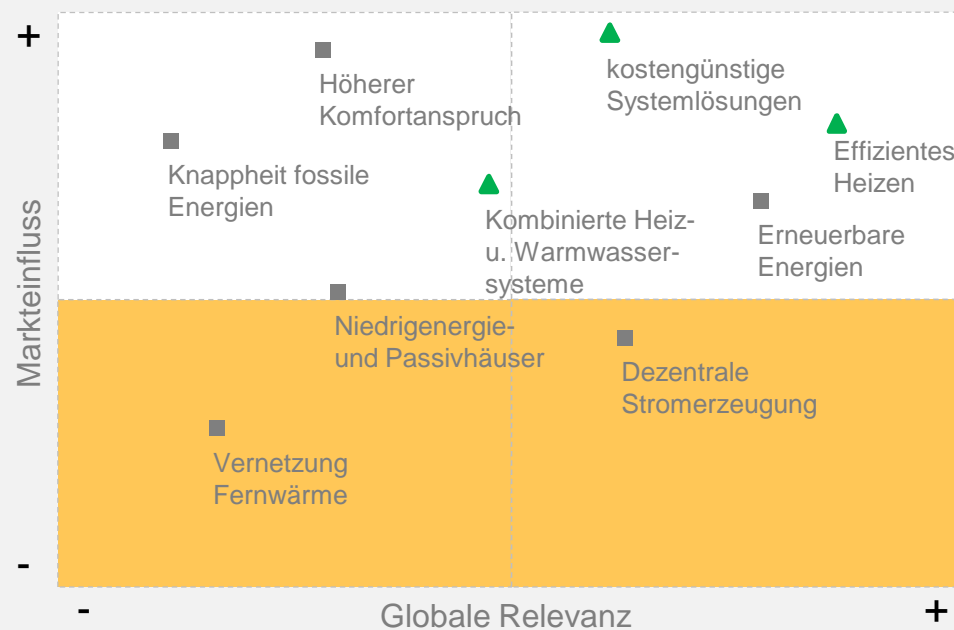 +
Höherer
Komfortanspruch
kostengünstige
Systemlösungen
Knappheit fossile
Energien
Effizientes
Heizen
Kombinierte Heiz-
u. Warmwasser-
systeme
Erneuerbare
Energien
Markteinfluss
Niedrigenergie-
und Passivhäuser
Dezentrale
Stromerzeugung
Vernetzung
Fernwärme
-
-
Globale Relevanz
+